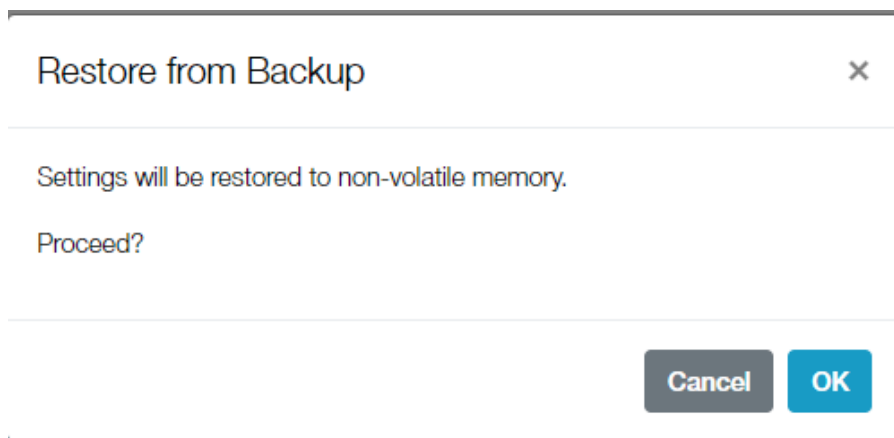 Restore from Backup ×
Settings will be restored to non-volatile memory.
Proceed?
Cancel OK